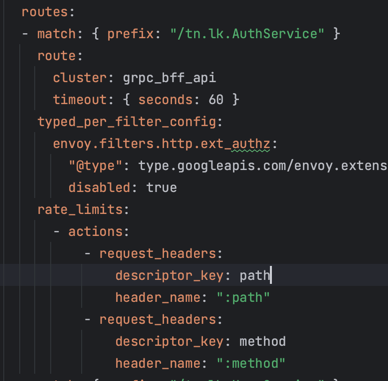 routes:
- match: { prefix: "/tn.lk.AuthService" }
route:
cluster: grpc_bff_api
timeout: { seconds: 60 }
typed_per_filter_config:
envoy.filters.http.ext_authz:
"@type": type.googleapis.com/envoy.extens
disabled: true
rate_limits:
- actions:
- request_headers:
descriptor_key: path
header_name: ":path"
- request_headers:
descriptor_key: method
header_name: ":method"